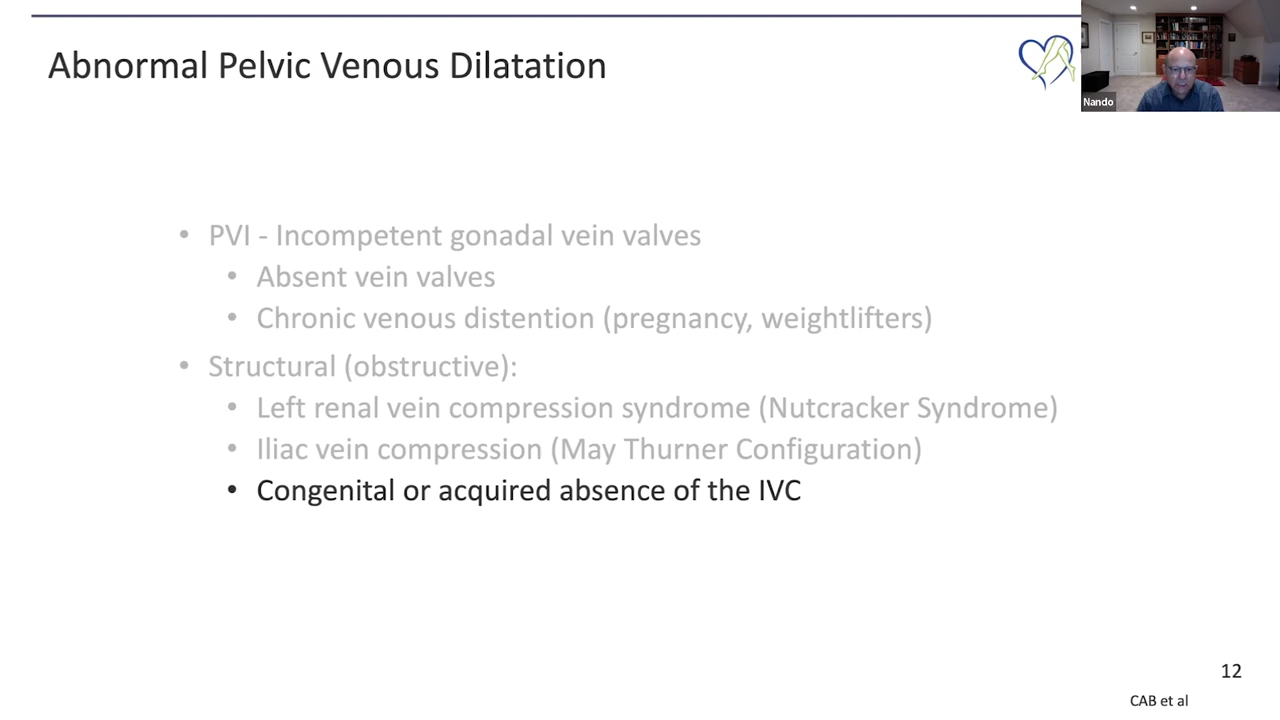 Abnormal Pelvic Venous Dilatation
Nando
• PVI - Incompetent gonadal vein valves
• Absent vein valves
• Chronic venous distention (pregnancy, weightlifters)
• Structural (obstructive):
• Left renal vein compression syndrome (Nutcracker Syndrome)
• Iliac vein compression (May Thurner Configuration)
• Congenital or acquired absence of the IVC
12
CAB et al